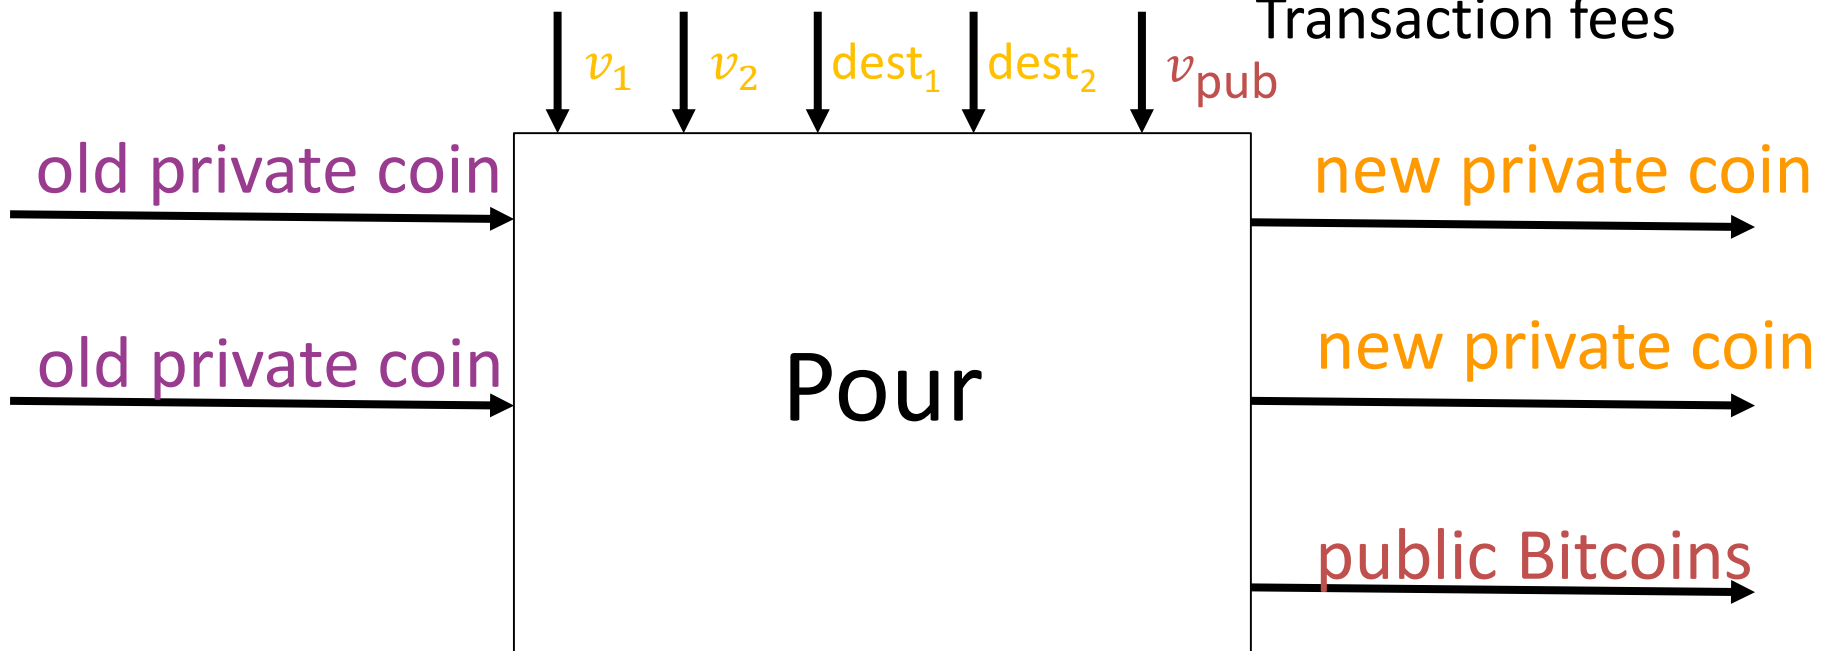 Transaction fees
v₁ v₂ dest₁ dest₂ v_pub
old private coin
new private coin
old private coin
new private coin
Pour
public Bitcoins